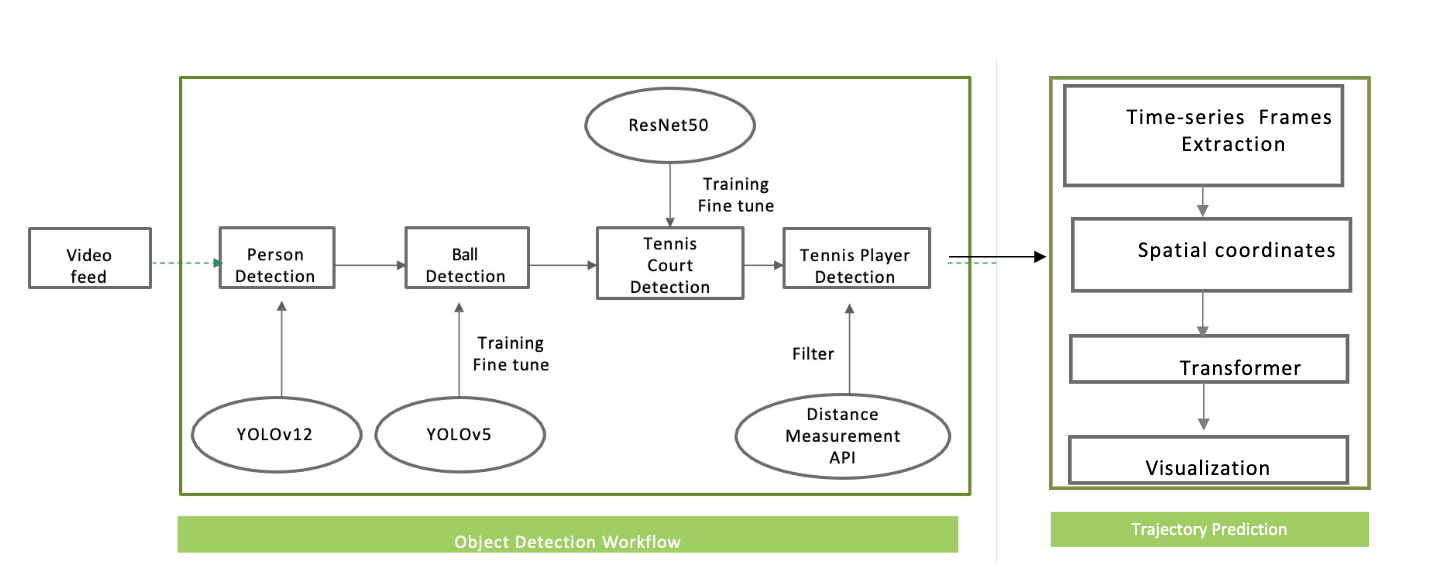 ResNet50
Training
Fine tune
Video
feed
Person
Detection
Ball
Detection
Tennis
Court
Detection
Tennis Player
Detection
Training
Fine tune
Filter
YOLOv12
YOLOv5
Distance
Measurement
API
Object Detection Workflow
Time-series Frames
Extraction
Spatial coordinates
Transformer
Visualization
Trajectory Prediction